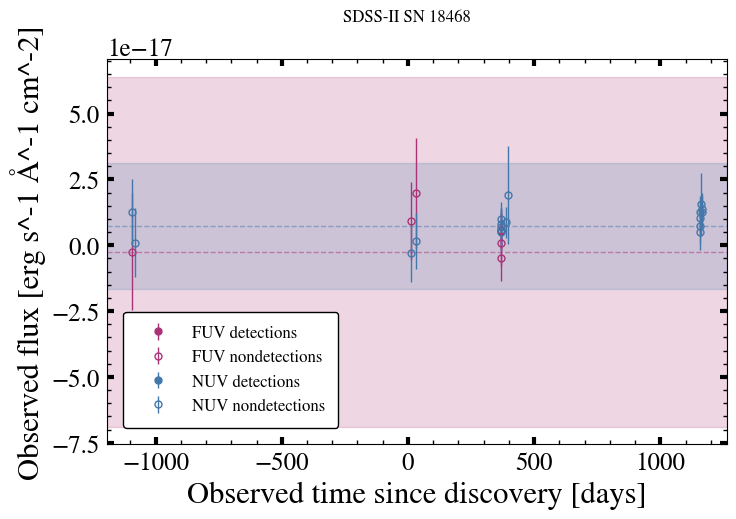 SDSS-II SN 18468
1e−17
Observed flux [erg s^-1 Å^-1 cm^-2]
5.0
2.5
0.0
−2.5
−5.0
−7.5
FUV detections
FUV nondetections
NUV detections
NUV nondetections
−1000
−500
0
500
1000
Observed time since discovery [days]